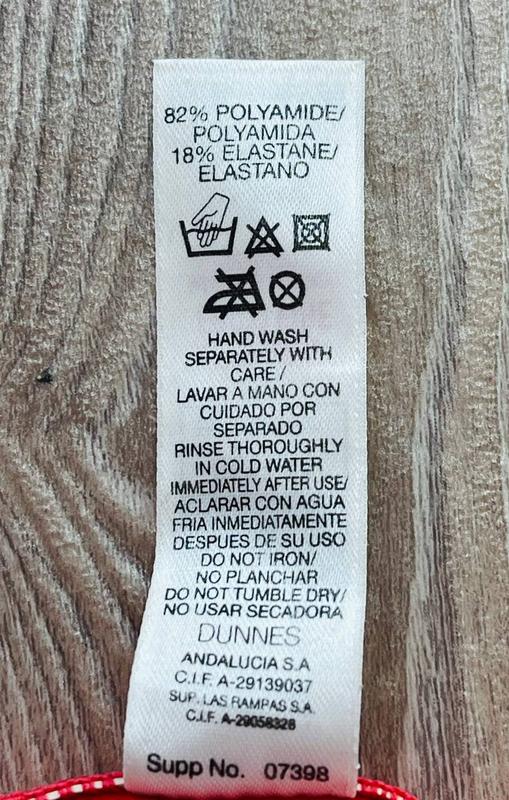 82% POLYAMIDE/
POLYAMIDA
18% ELASTANE/
ELASTANO
HAND WASH
SEPARATELY WITH
CARE /
LAVAR A MANO CON
CUIDADO POR
SEPARADO
RINSE THOROUGHLY
IN COLD WATER
IMMEDIATELY AFTER USE/
ACLARAR CON AGUA
FRIA INMEDIATAMENTE
DESPUES DE SU USO
DO NOT IRON/
NO PLANCHAR
DO NOT TUMBLE DRY/
NO USAR SECADORA
DUNNES
ANDALUCIA S.A
C.I.F. A-29139037
SUP. LAS RAMPAS S.A.
C.I.F. A-29058328
Supp No. 07398